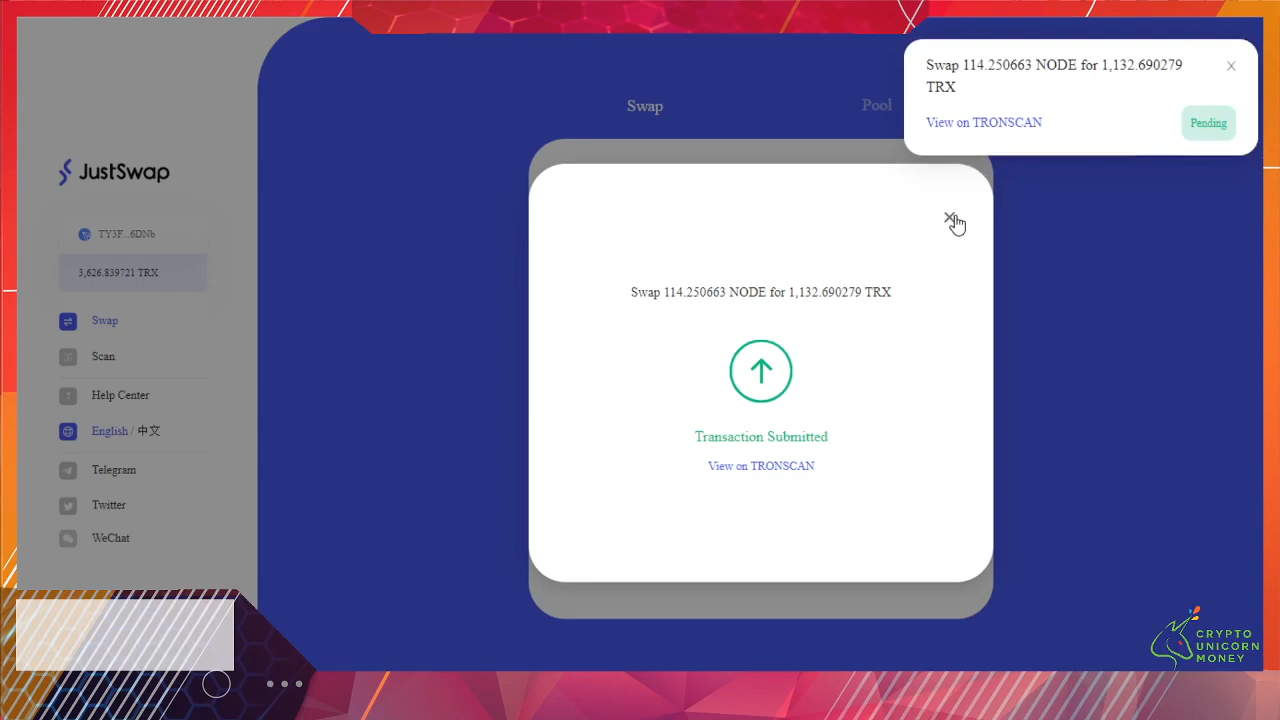 Swap 114.250663 NODE for 1,132.690279
TRX
View on TRONSCAN
Pending
Swap
Pool
JustSwap
TY3F...6DNb
3,626.839721 TRX
Swap
Scan
Help Center
English / 中文
Telegram
Twitter
WeChat
Swap 114.250663 NODE for 1,132.690279 TRX
Transaction Submitted
View on TRONSCAN
CRYPTO
UNICORN
MONEY